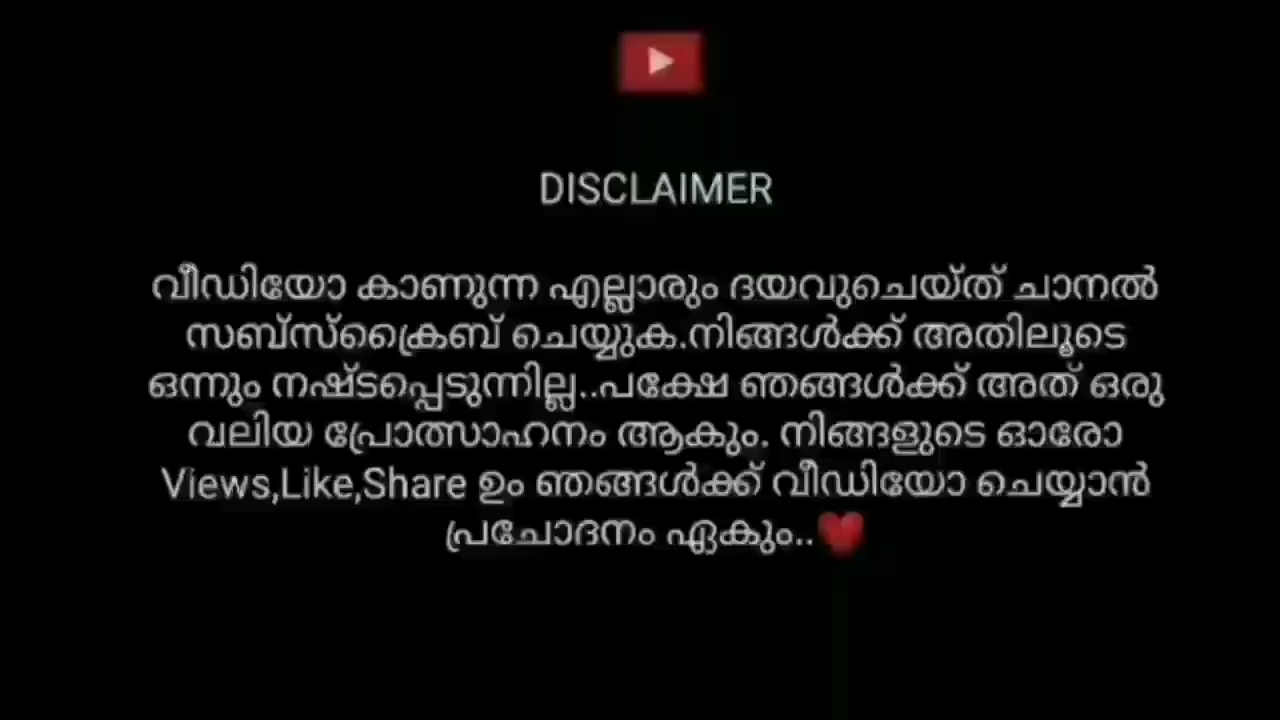 DISCLAIMER
വീഡിയോ കാണുന്ന എല്ലാരും ദയവുചെയ്ത് ചാനൽ
സബ്സ്ക്രൈബ് ചെയ്യുക.നിങ്ങൾക്ക് അതിലൂടെ
ഒന്നും നഷ്ടപ്പെടുന്നില്ല..പക്ഷേ ഞങ്ങൾക്ക് അത് ഒരു
വലിയ പ്രോത്സാഹനം ആകും. നിങ്ങളുടെ ഓരോ
Views,Like,Share ഉം ഞങ്ങൾക്ക് വീഡിയോ ചെയ്യാൻ
പ്രചോദനം ഏകും..❤️